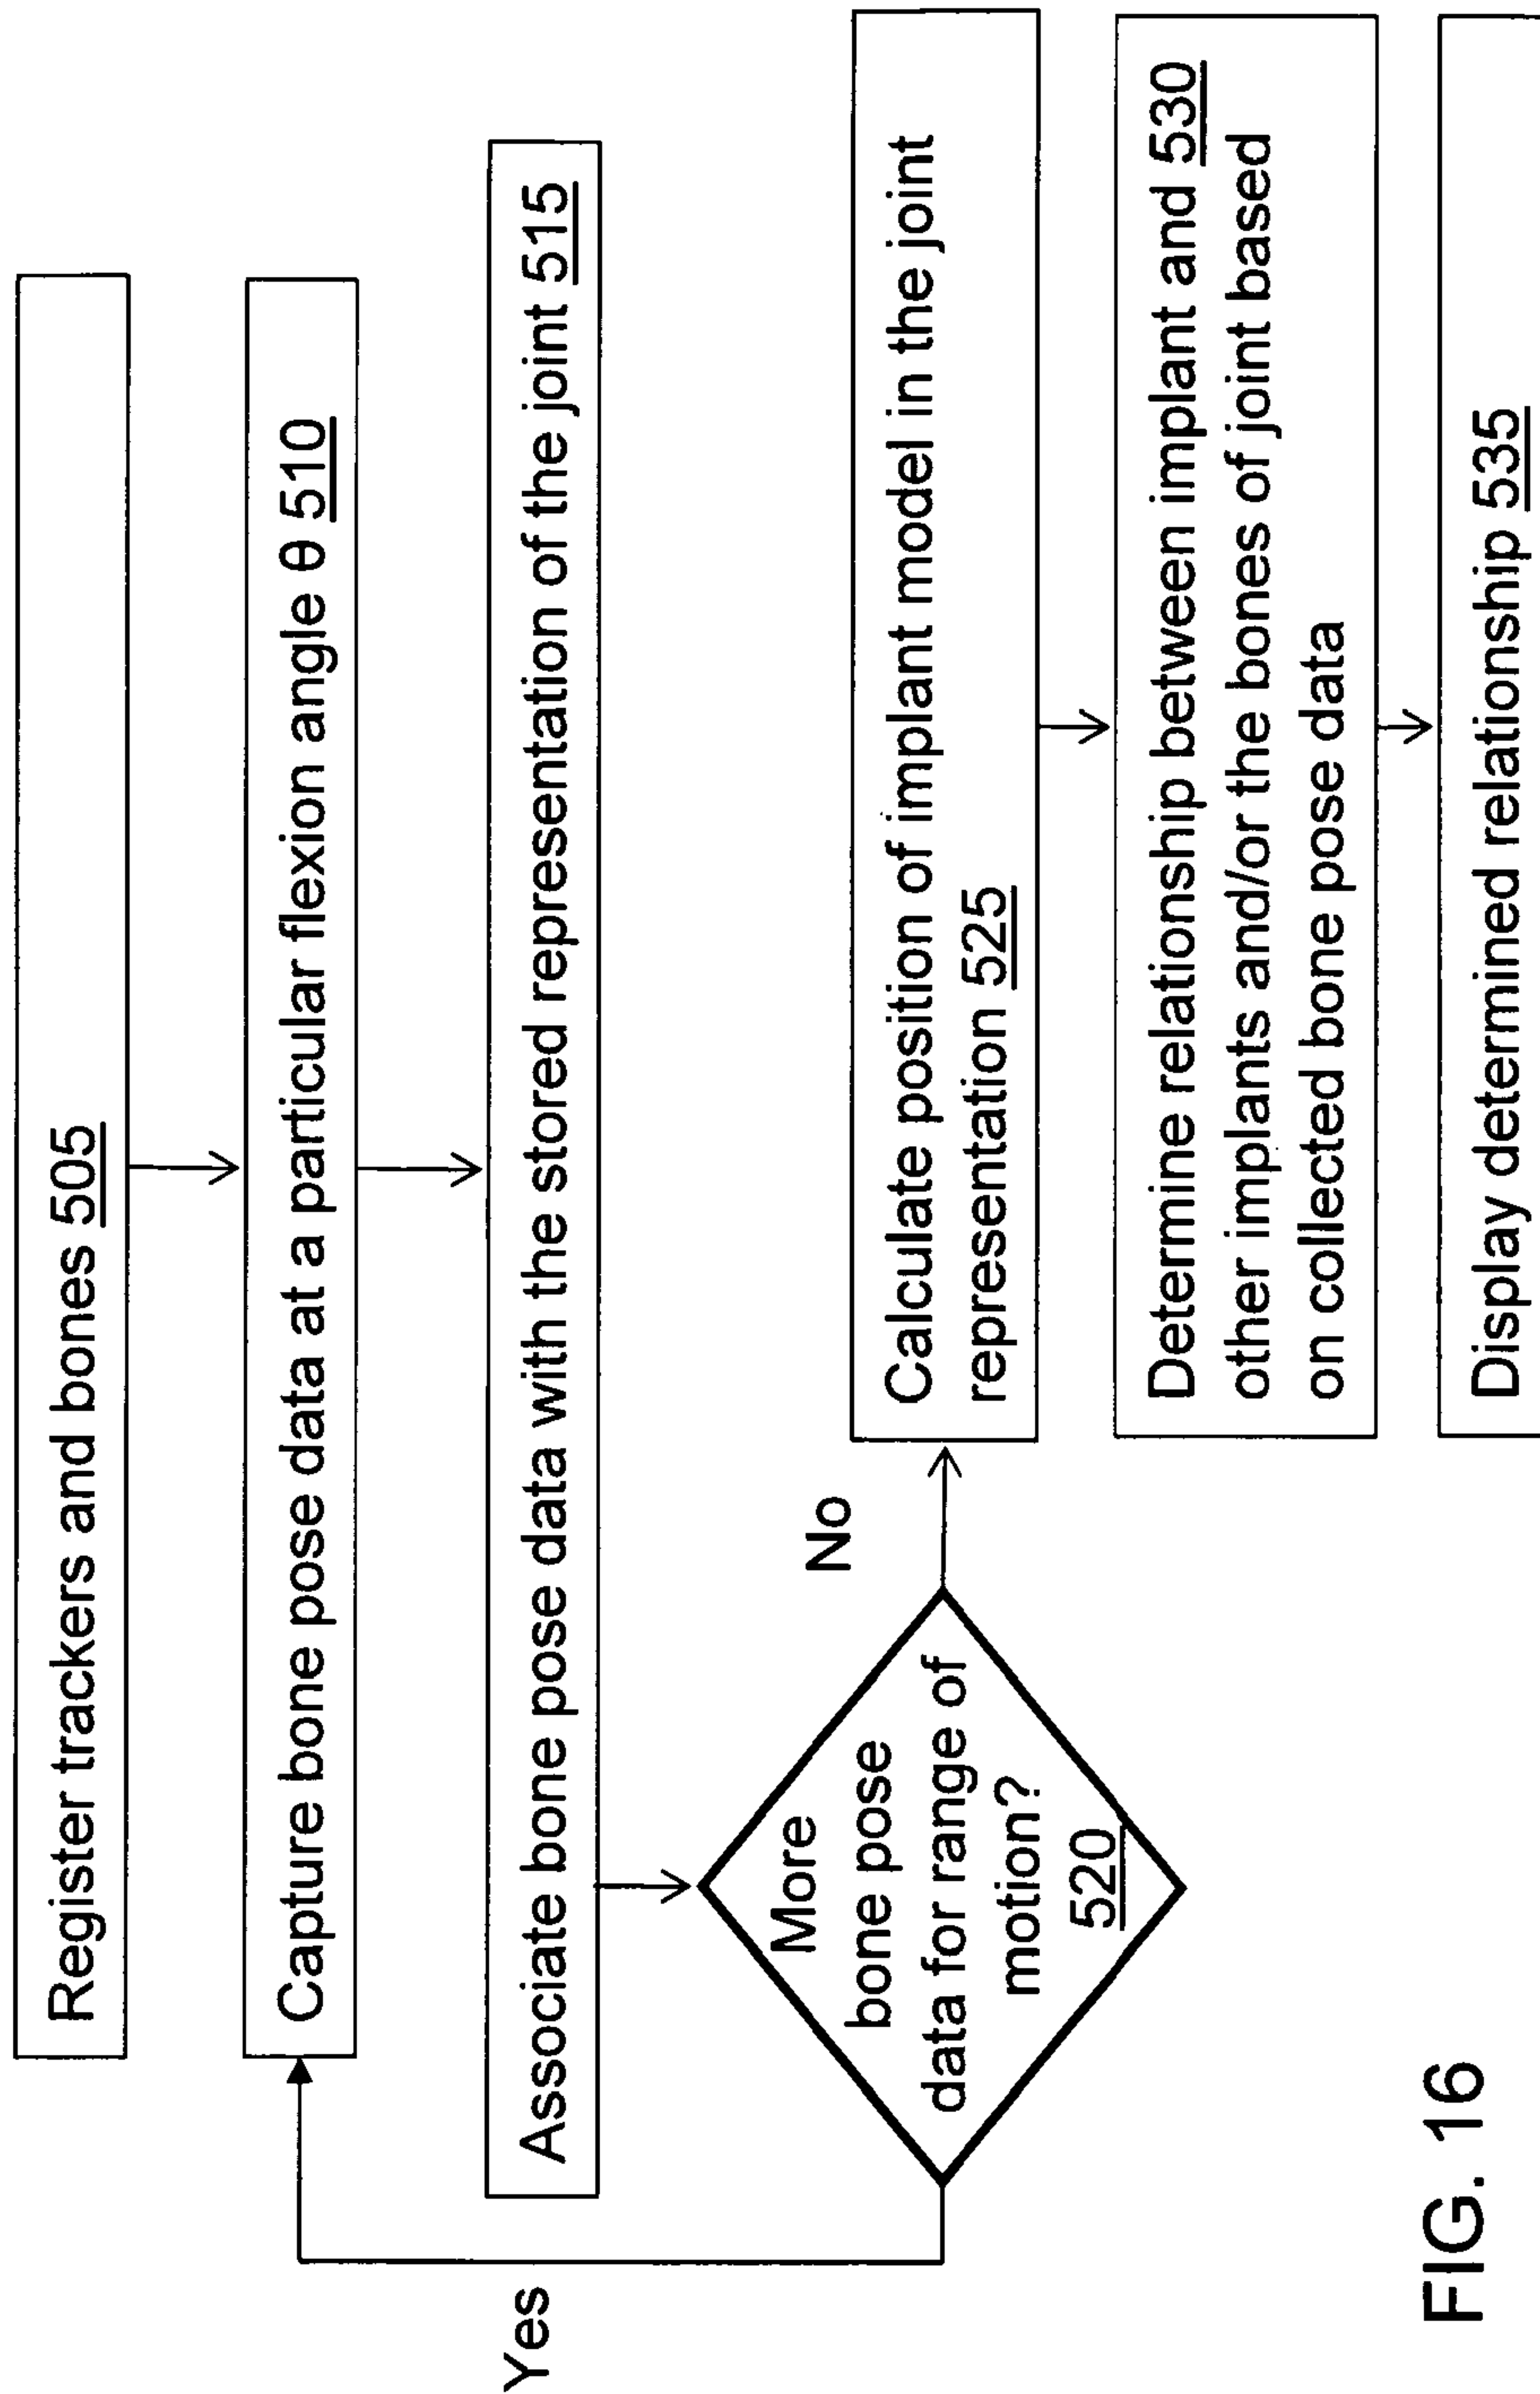 Register trackers and bones 505
Capture bone pose data at a particular flexion angle θ 510
Associate bone pose data with the stored representation of the joint 515
Yes
More
bone pose
data for range of
motion?
520
No
Calculate position of implant model in the joint
representation 525
Determine relationship between implant and 530
other implants and/or the bones of joint based
on collected bone pose data
Display determined relationship 535
FIG. 16